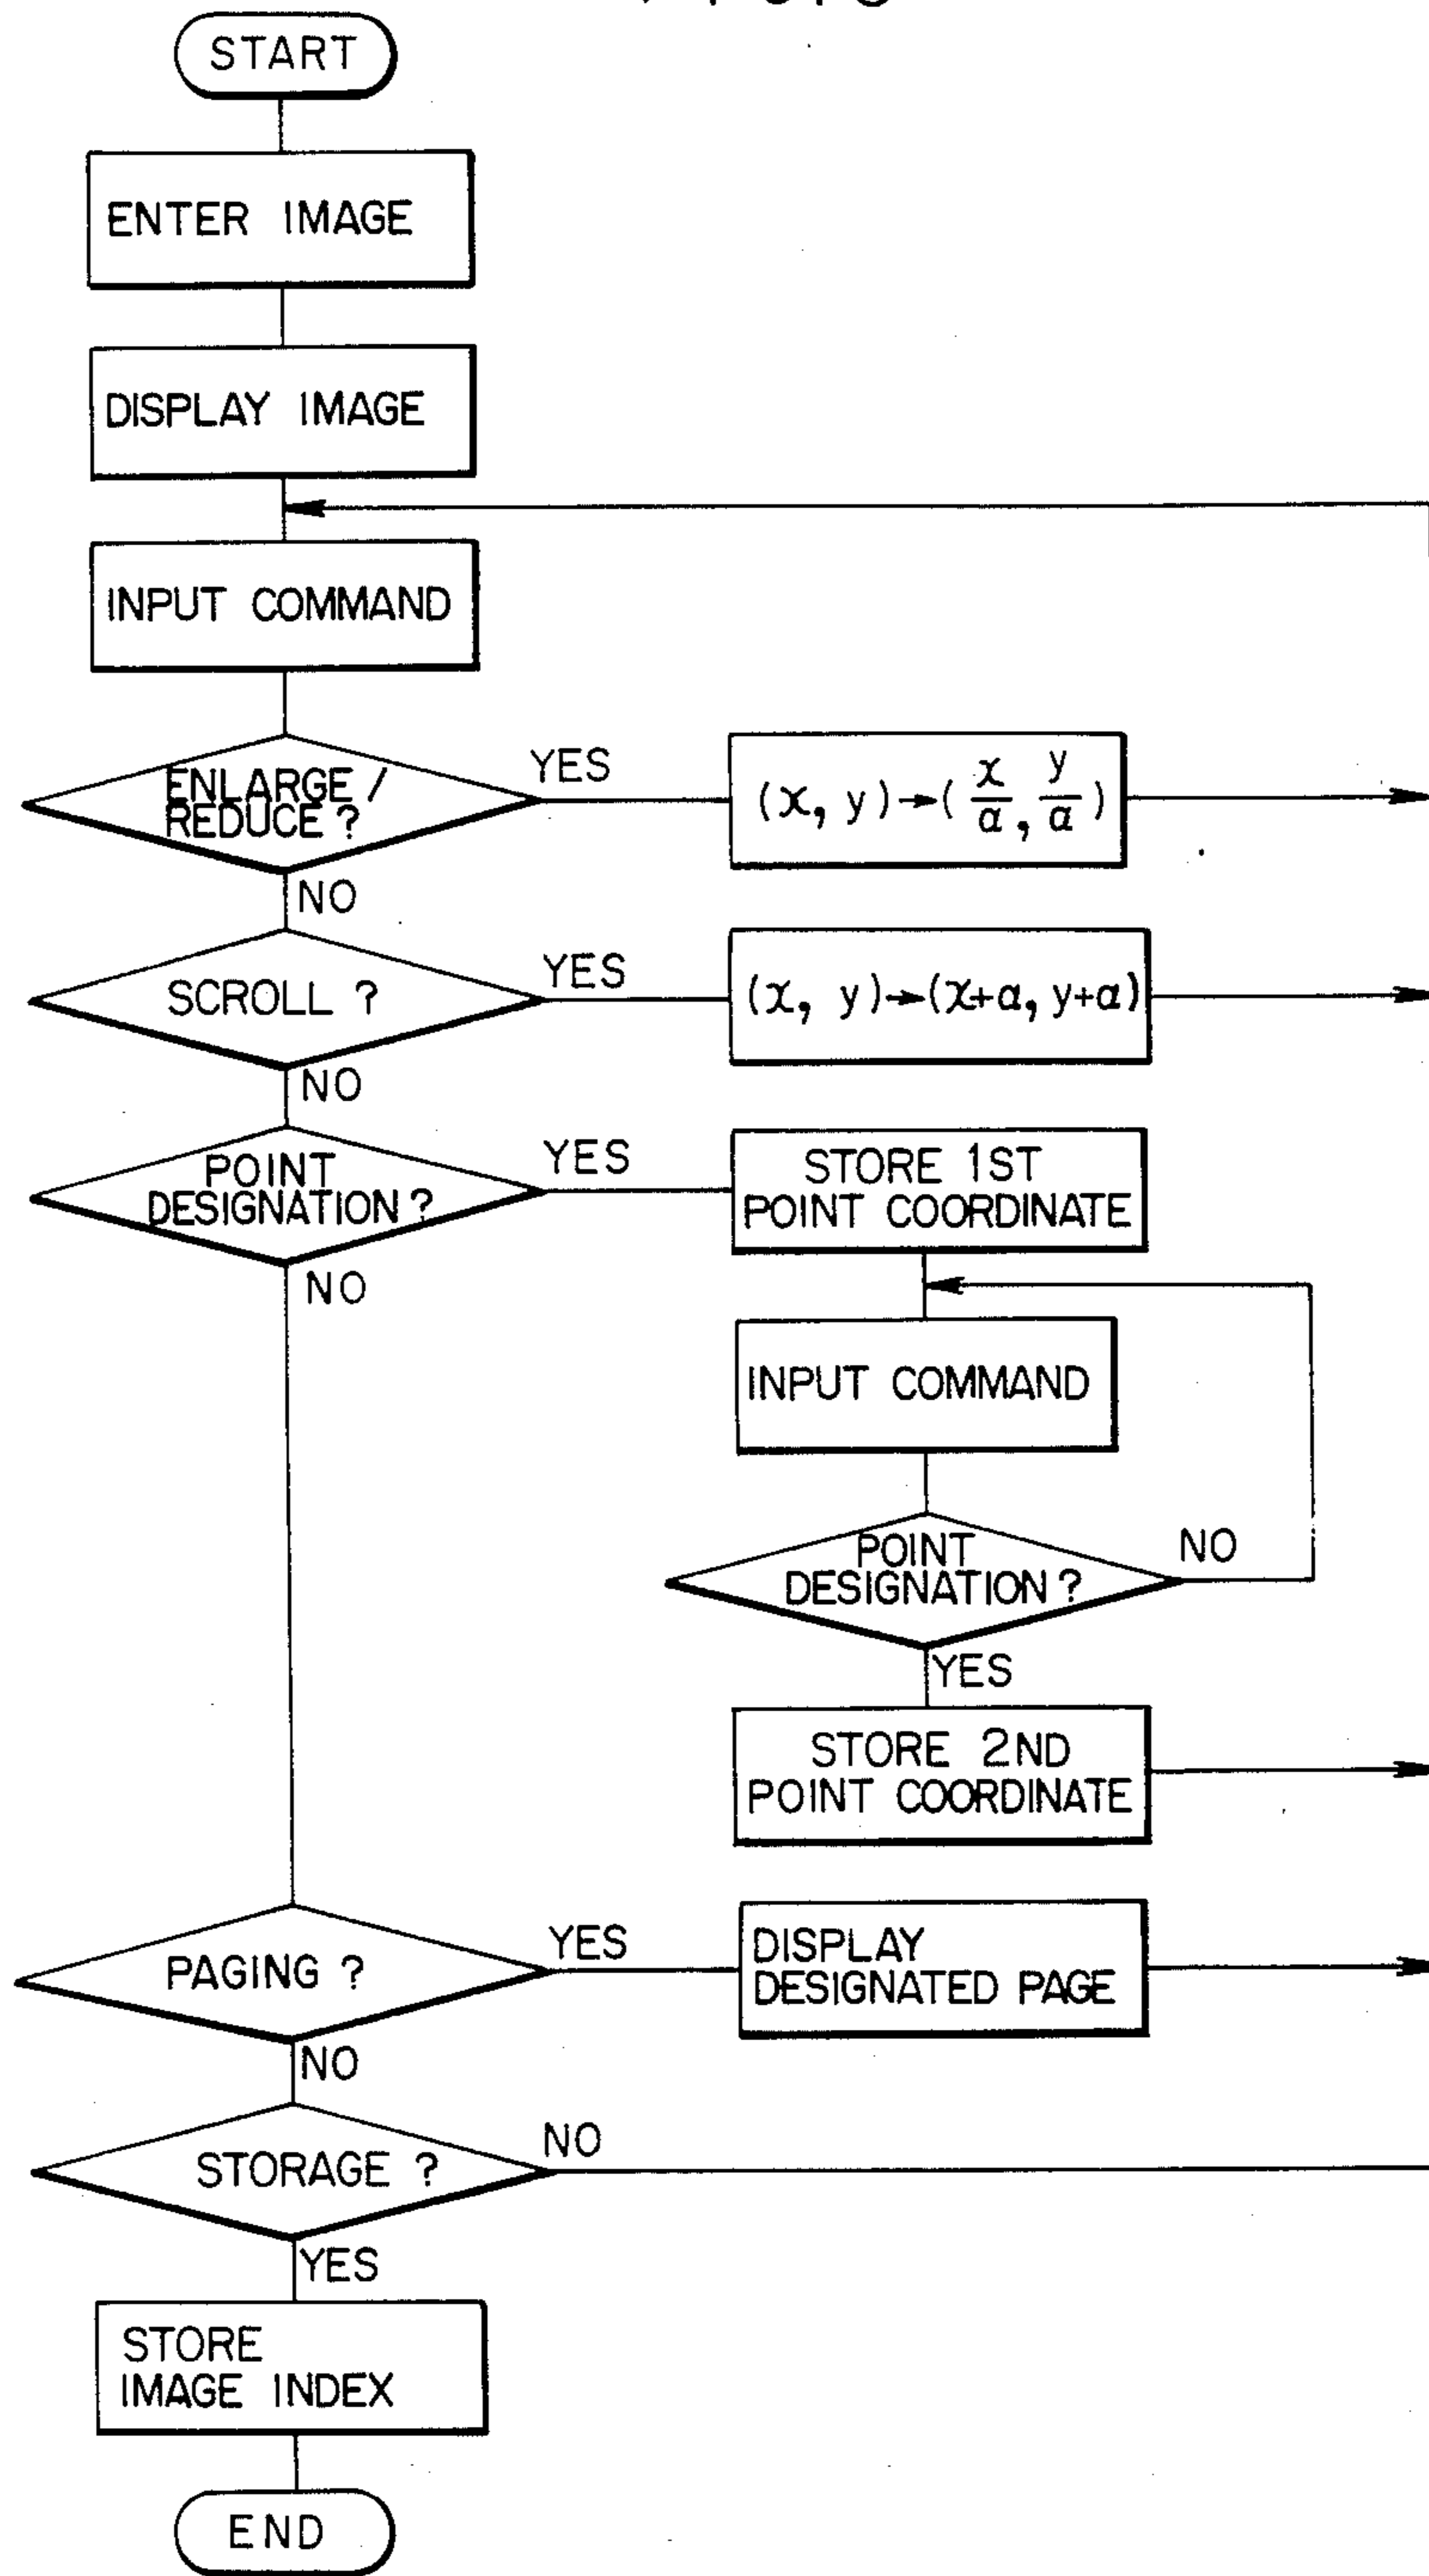 START
ENTER IMAGE
DISPLAY IMAGE
INPUT COMMAND
ENLARGE /
REDUCE ?
YES
(x, y)→(x/α, y/α)
NO
SCROLL ?
YES
(x, y)→(x+α, y+α)
NO
POINT
DESIGNATION ?
YES
STORE 1ST
POINT COORDINATE
NO
INPUT COMMAND
POINT
DESIGNATION ?
NO
YES
STORE 2ND
POINT COORDINATE
PAGING ?
YES
DISPLAY
DESIGNATED PAGE
NO
STORAGE ?
NO
YES
STORE
IMAGE INDEX
END